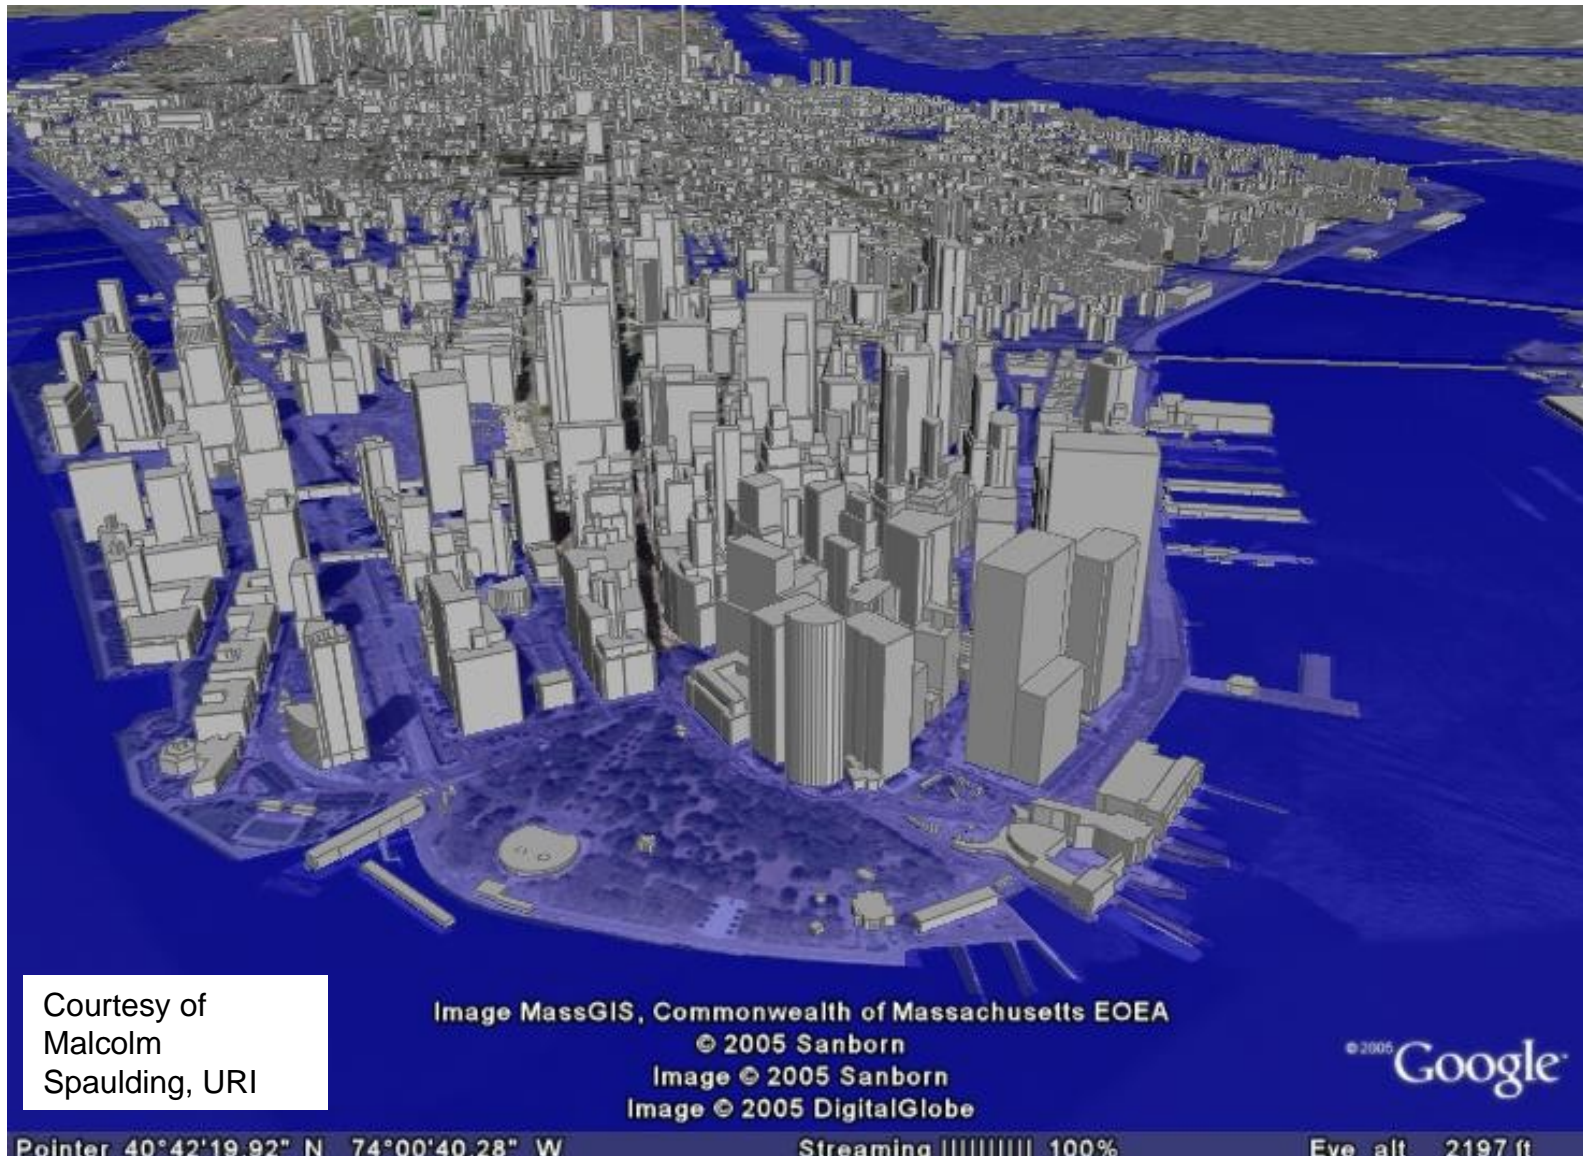 Courtesy of
Malcolm
Spaulding, URI
Image MassGIS, Commonwealth of Massachusetts EOEA
© 2005 Sanborn
Image © 2005 Sanborn
Image © 2005 DigitalGlobe
©2005 Google
Pointer 40°42'19.92" N 74°00'40.28" W Streaming |||||||||| 100% Eye alt 2197 ft